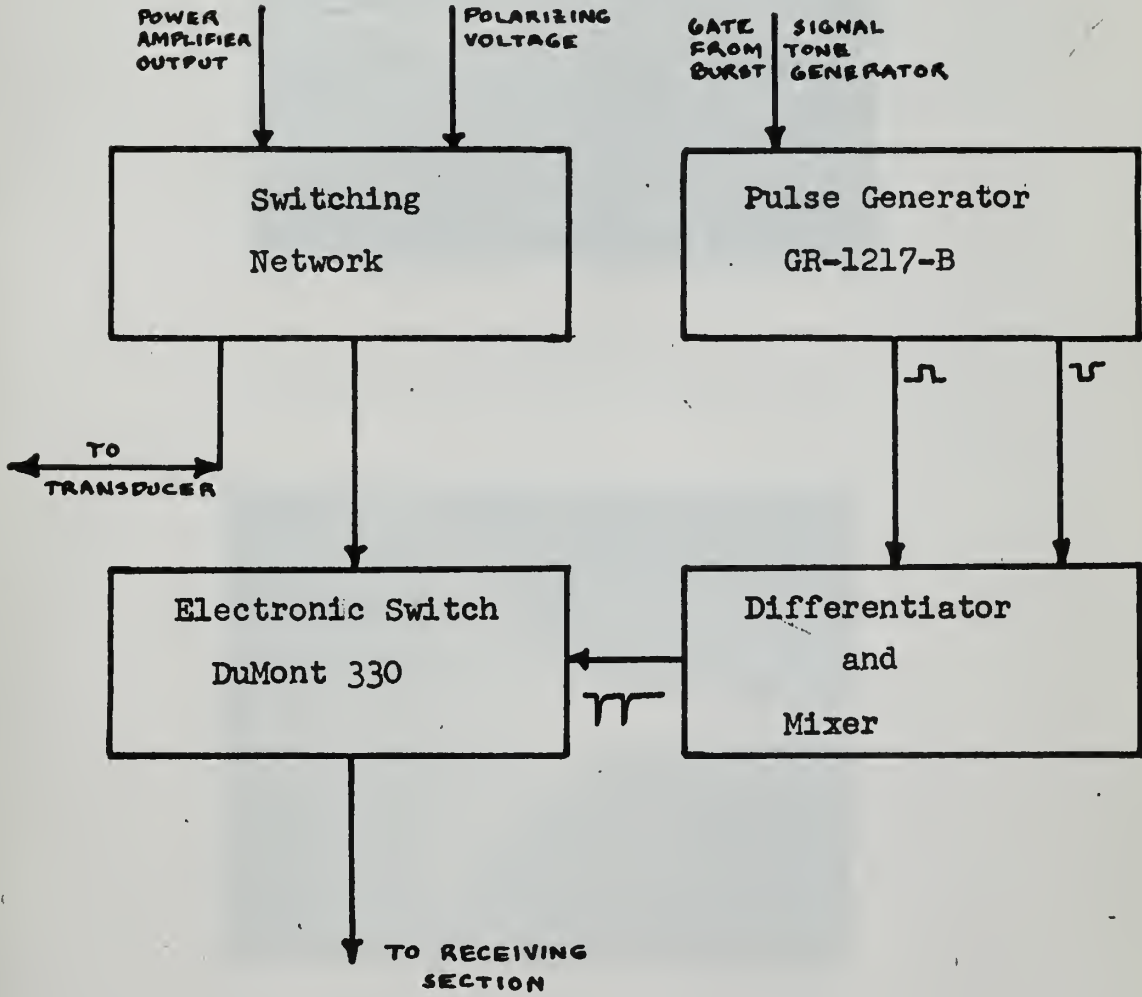 POWER
AMPLIFIER
OUTPUT
POLARIZING
VOLTAGE
GATE SIGNAL
FROM TONE
BURST GENERATOR
Switching
Network
Pulse Generator
GR-1217-B
TO
TRANSDUCER
Electronic Switch
DuMont 330
Differentiator
and
Mixer
TO RECEIVING
SECTION